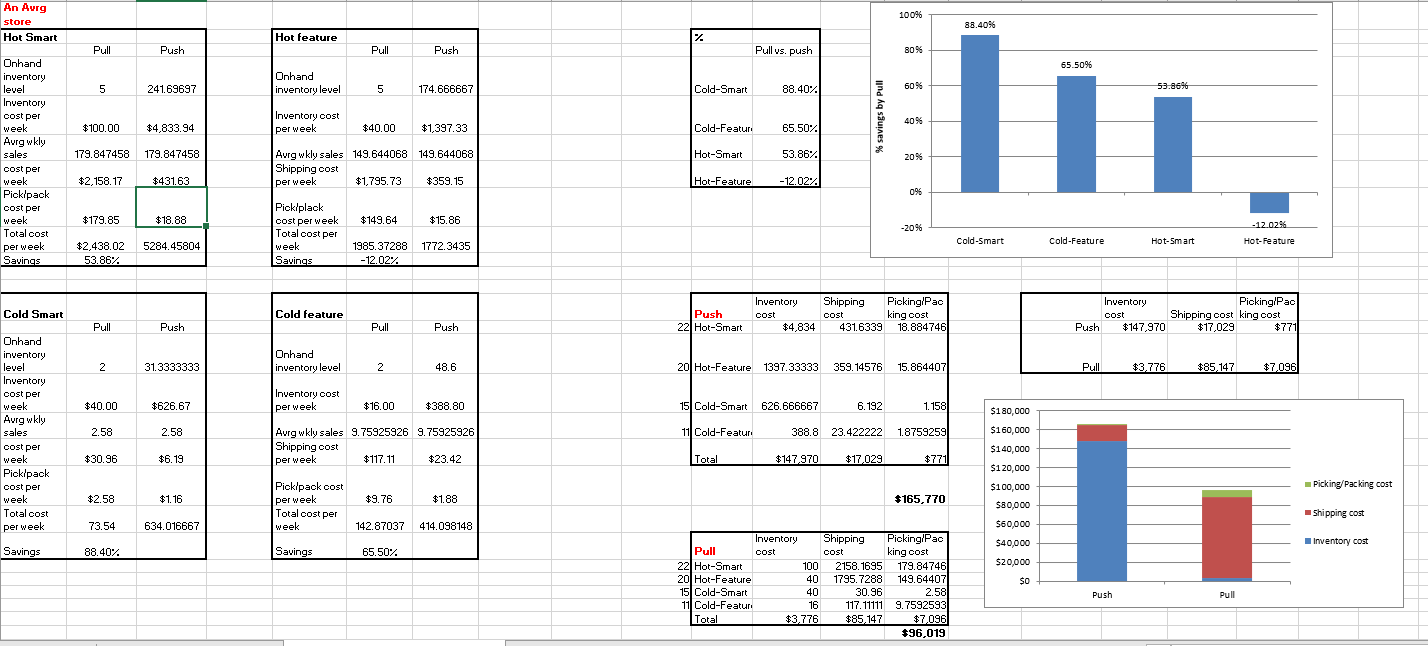 An Avrg
store
Hot Smart
Pull Push
Onhand
inventory
level 5 241.69697
Inventory
cost per
week $100.00 $4,833.94
Avrg wkly
sales 179.847458 179.847458
cost per
week $2,158.17 $431.63
Pick/pack
cost per
week $179.85 $18.88
Total cost
per week $2,438.02 5284.45804
Savings 53.86%
Hot feature
Pull Push
Onhand
inventory level 5 174.666667
Inventory cost
per week $40.00 $1,397.33
Avrg wkly sales 149.644068 149.644068
Shipping cost
per week $1,795.73 $359.15
Pick/plack
cost per week $149.64 $15.86
Total cost per
week 1985.37288 1772.3435
Savings -12.02%
%
Pull vs. push
Cold-Smart 88.40%
Cold-Featur 65.50%
Hot-Smart 53.86%
Hot-Feature -12.02%
% savings by Pull
100%
80%
60%
40%
20%
0%
-20%
88.40%
65.50%
53.86%
-12.02%
Cold-Smart Cold-Feature Hot-Smart Hot-Feature
Cold Smart
Pull Push
Onhand
inventory
level 2 31.3333333
Inventory
cost per
week $40.00 $626.67
Avrg wkly
sales 2.58 2.58
cost per
week $30.96 $6.19
Pick/pack
cost per
week $2.58 $1.16
Total cost
per week 73.54 634.016667
Savings 88.40%
Cold feature
Pull Push
Onhand
inventory level 2 48.6
Inventory cost
per week $16.00 $388.80
Avrg wkly sales 9.75925926 9.75925926
Shipping cost
per week $117.11 $23.42
Pick/pack cost
per week $9.76 $1.88
Total cost per
week 142.87037 414.098148
Savings 65.50%
Inventory Shipping Picking/Pac
Push cost cost king cost
22 Hot-Smart $4,834 431.6339 18.884746
20 Hot-Feature 1397.33333 359.14576 15.864407
15 Cold-Smart 626.666667 6.192 1.158
11 Cold-Featur 388.8 23.422222 1.8759259
Total $147,970 $17,029 $771
$165,770
Inventory Shipping Picking/Pac
Pull cost cost king cost
22 Hot-Smart 100 2158.1695 179.84746
20 Hot-Feature 40 1795.7288 149.64407
15 Cold-Smart 40 30.96 2.58
11 Cold-Featur 16 117.11111 9.7592593
Total $3,776 $85,147 $7,096
$96,019
Inventory Picking/Pac
cost Shipping cost king cost
Push $147,970 $17,029 $771
Pull $3,776 $85,147 $7,096
$180,000
$160,000
$140,000
$120,000
$100,000
$80,000
$60,000
$40,000
$20,000
$0
Push Pull
Picking/Packing cost
Shipping cost
Inventory cost